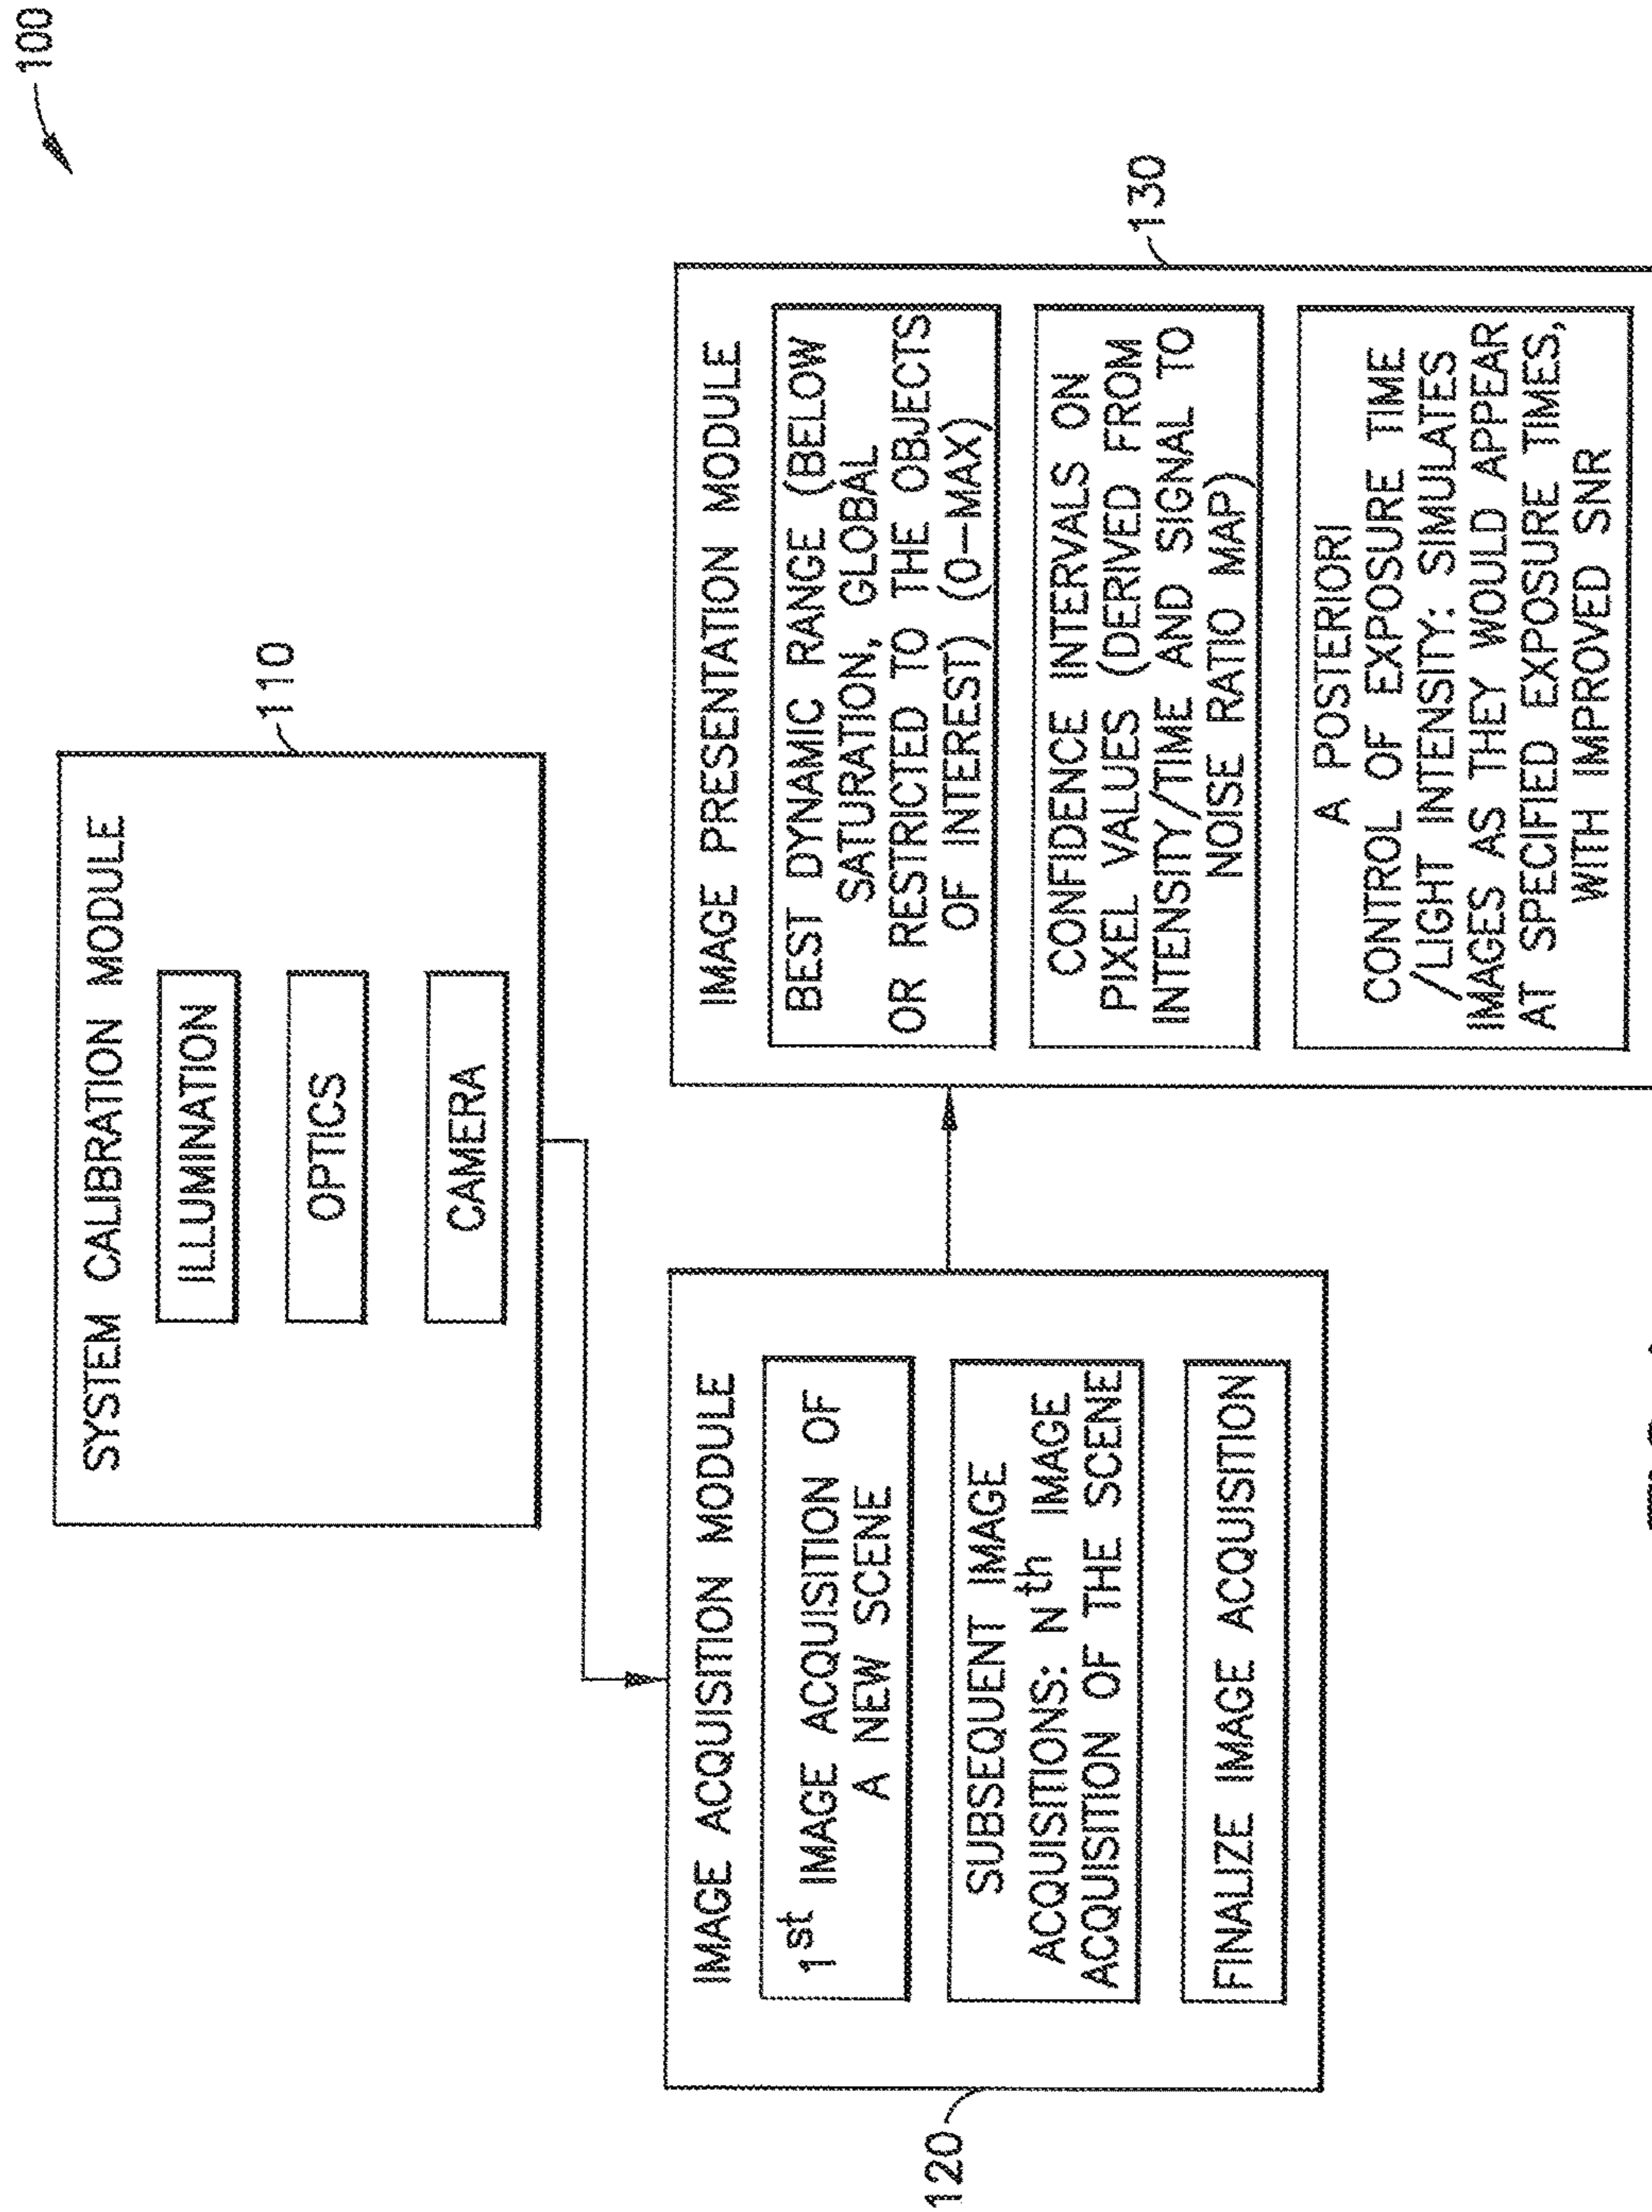 100
SYSTEM CALIBRATION MODULE
ILLUMINATION
OPTICS
CAMERA
110
IMAGE ACQUISITION MODULE
1st IMAGE ACQUISITION OF
A NEW SCENE
SUBSEQUENT IMAGE
ACQUISITIONS: Nth IMAGE
ACQUISITION OF THE SCENE
FINALIZE IMAGE ACQUISITION
120
IMAGE PRESENTATION MODULE
BEST DYNAMIC RANGE (BELOW
SATURATION, GLOBAL
OR RESTRICTED TO THE OBJECTS
OF INTEREST) (0-MAX)
CONFIDENCE INTERVALS ON
PIXEL VALUES (DERIVED FROM
INTENSITY/TIME AND SIGNAL TO
NOISE RATIO MAP)
A POSTERIORI
CONTROL OF EXPOSURE TIME
/LIGHT INTENSITY: SIMULATES
IMAGES AS THEY WOULD APPEAR
AT SPECIFIED EXPOSURE TIMES,
WITH IMPROVED SNR
130